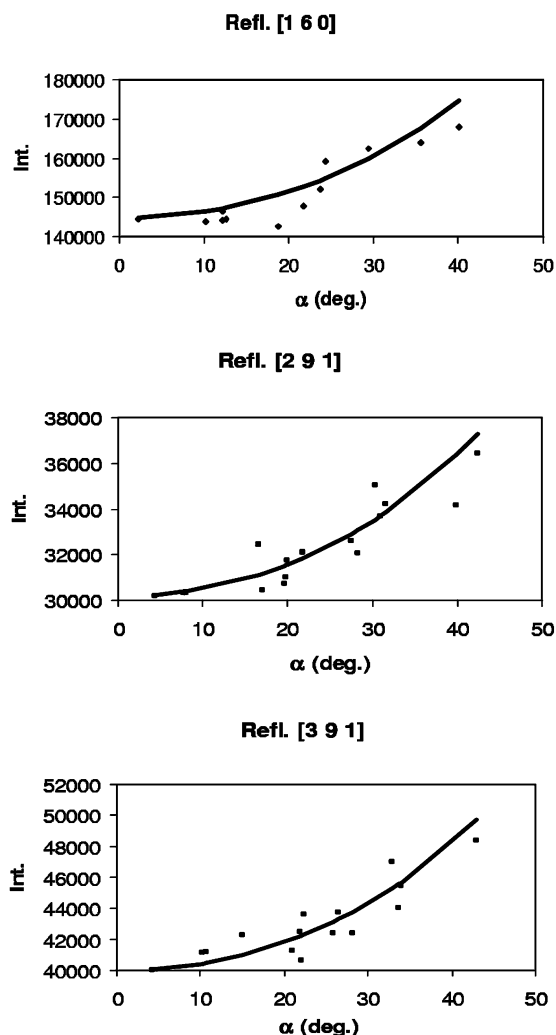 Refl. [1 6 0]
180000
170000
160000
150000
140000
Int.
0 10 20 30 40 50
α (deg.)
Refl. [2 9 1]
38000
36000
34000
32000
30000
Int.
0 10 20 30 40 50
α (deg.)
Refl. [3 9 1]
52000
50000
48000
46000
44000
42000
40000
Int.
0 10 20 30 40 50
α (deg.)